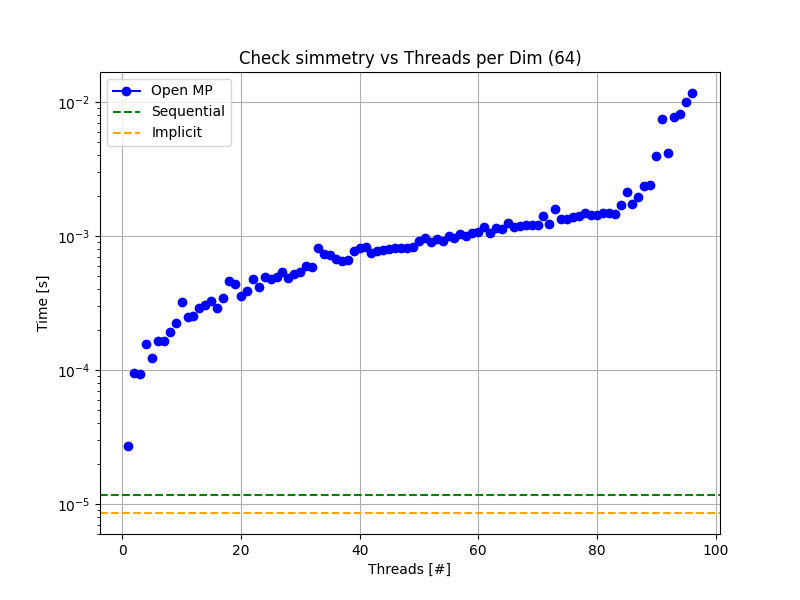 Check simmetry vs Threads per Dim (64)
Open MP
Sequential
Implicit
10⁻²
10⁻³
10⁻⁴
10⁻⁵
Time [s]
0 20 40 60 80 100
Threads [#]